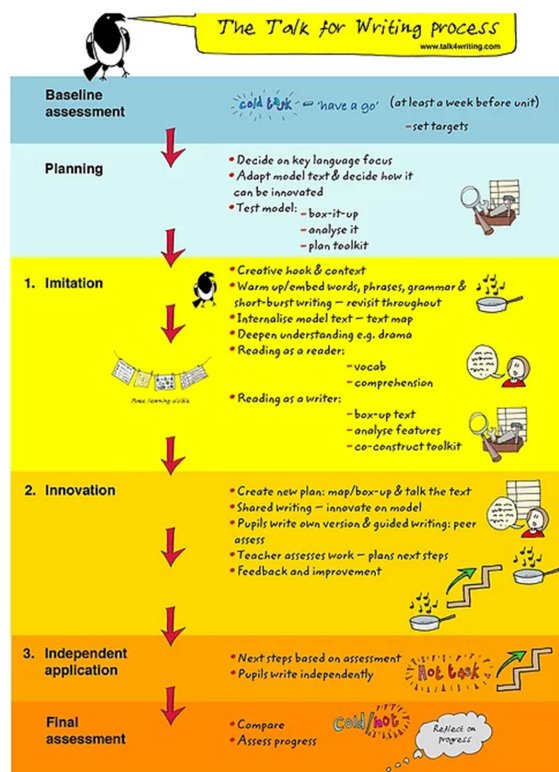 The Talk for Writing process
www.talk4writing.com
Baseline
assessment
cold task – 'have a go' (at least a week before unit)
– set targets
Planning
• Decide on key language focus
• Adapt model text & decide how it
can be innovated
• Test model:
– box-it-up
– analyse it
– plan toolkit
1. Imitation
• Creative hook & context
• Warm up/embed words, phrases, grammar &
short-burst writing – revisit throughout
• Internalise model text – text map
• Deepen understanding e.g. drama
• Reading as a reader:
– vocab
– comprehension
Make learning visible
• Reading as a writer:
– box-up text
– analyse features
– co-construct toolkit
2. Innovation
• Create new plan: map/box-up & talk the text
• Shared writing – innovate on model
• Pupils write own version & guided writing: peer
assess
• Teacher assesses work – plans next steps
• Feedback and improvement
3. Independent
application
• Next steps based on assessment
• Pupils write independently
Hot task
Final
assessment
• Compare
• Assess progress
Cold/hot
Reflect on
progress